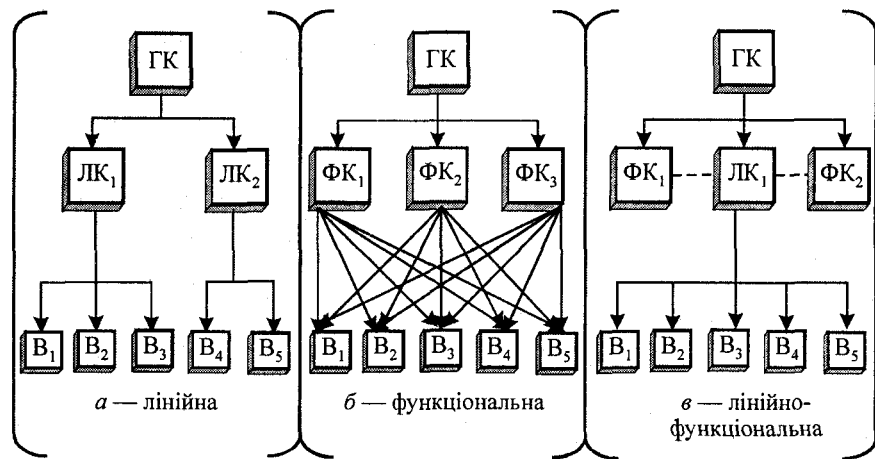 ГК
ГК
ГК
ЛК₁
ЛК₂
ФК₁
ФК₂
ФК₃
ФК₁
ЛК₁
ФК₂
В₁
В₂
В₃
В₄
В₅
В₁
В₂
В₃
В₄
В₅
В₁
В₂
В₃
В₄
В₅
а — лінійна
б — функціональна
в — лінійно-
функціональна